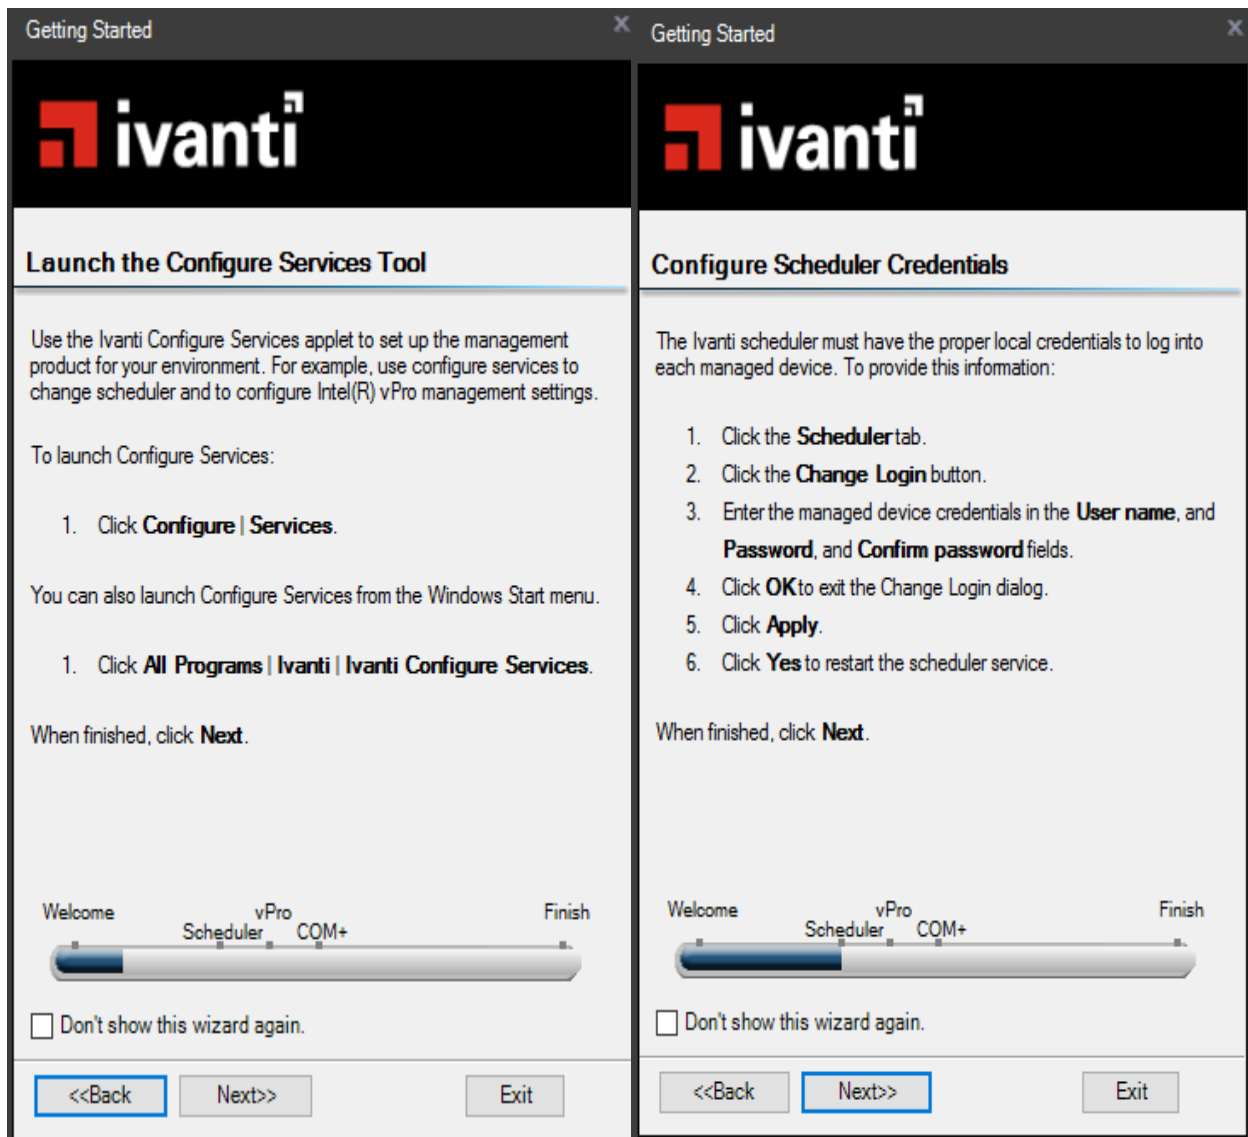 Getting Started
x
ivanti
Launch the Configure Services Tool
Use the Ivanti Configure Services applet to set up the management
product for your environment. For example, use configure services to
change scheduler and to configure Intel(R) vPro management settings.
To launch Configure Services:
1. Click Configure | Services.
You can also launch Configure Services from the Windows Start menu.
1. Click All Programs | Ivanti | Ivanti Configure Services.
When finished, click Next.
Welcome vPro Finish
Scheduler COM+
Don't show this wizard again.
<<Back Next>> Exit
Getting Started
x
ivanti
Configure Scheduler Credentials
The Ivanti scheduler must have the proper local credentials to log into
each managed device. To provide this information:
1. Click the Scheduler tab.
2. Click the Change Login button.
3. Enter the managed device credentials in the User name, and
Password, and Confirm password fields.
4. Click OK to exit the Change Login dialog.
5. Click Apply.
6. Click Yes to restart the scheduler service.
When finished, click Next.
Welcome vPro Finish
Scheduler COM+
Don't show this wizard again.
<<Back Next>> Exit